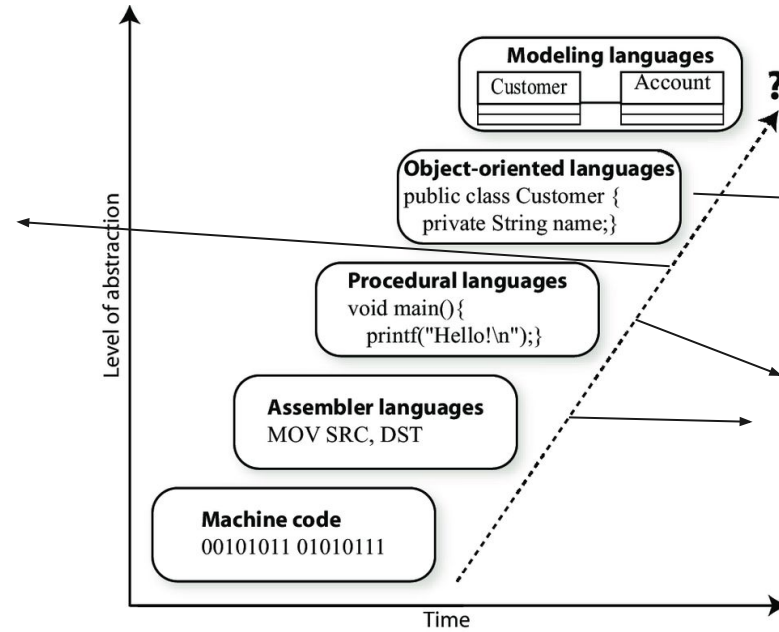 Modeling languages
Customer
Account
?
Object-oriented languages
public class Customer {
private String name;}
Procedural languages
void main(){
printf("Hello!\n");}
Assembler languages
MOV SRC, DST
Machine code
00101011 01010111
Level of abstraction
Time